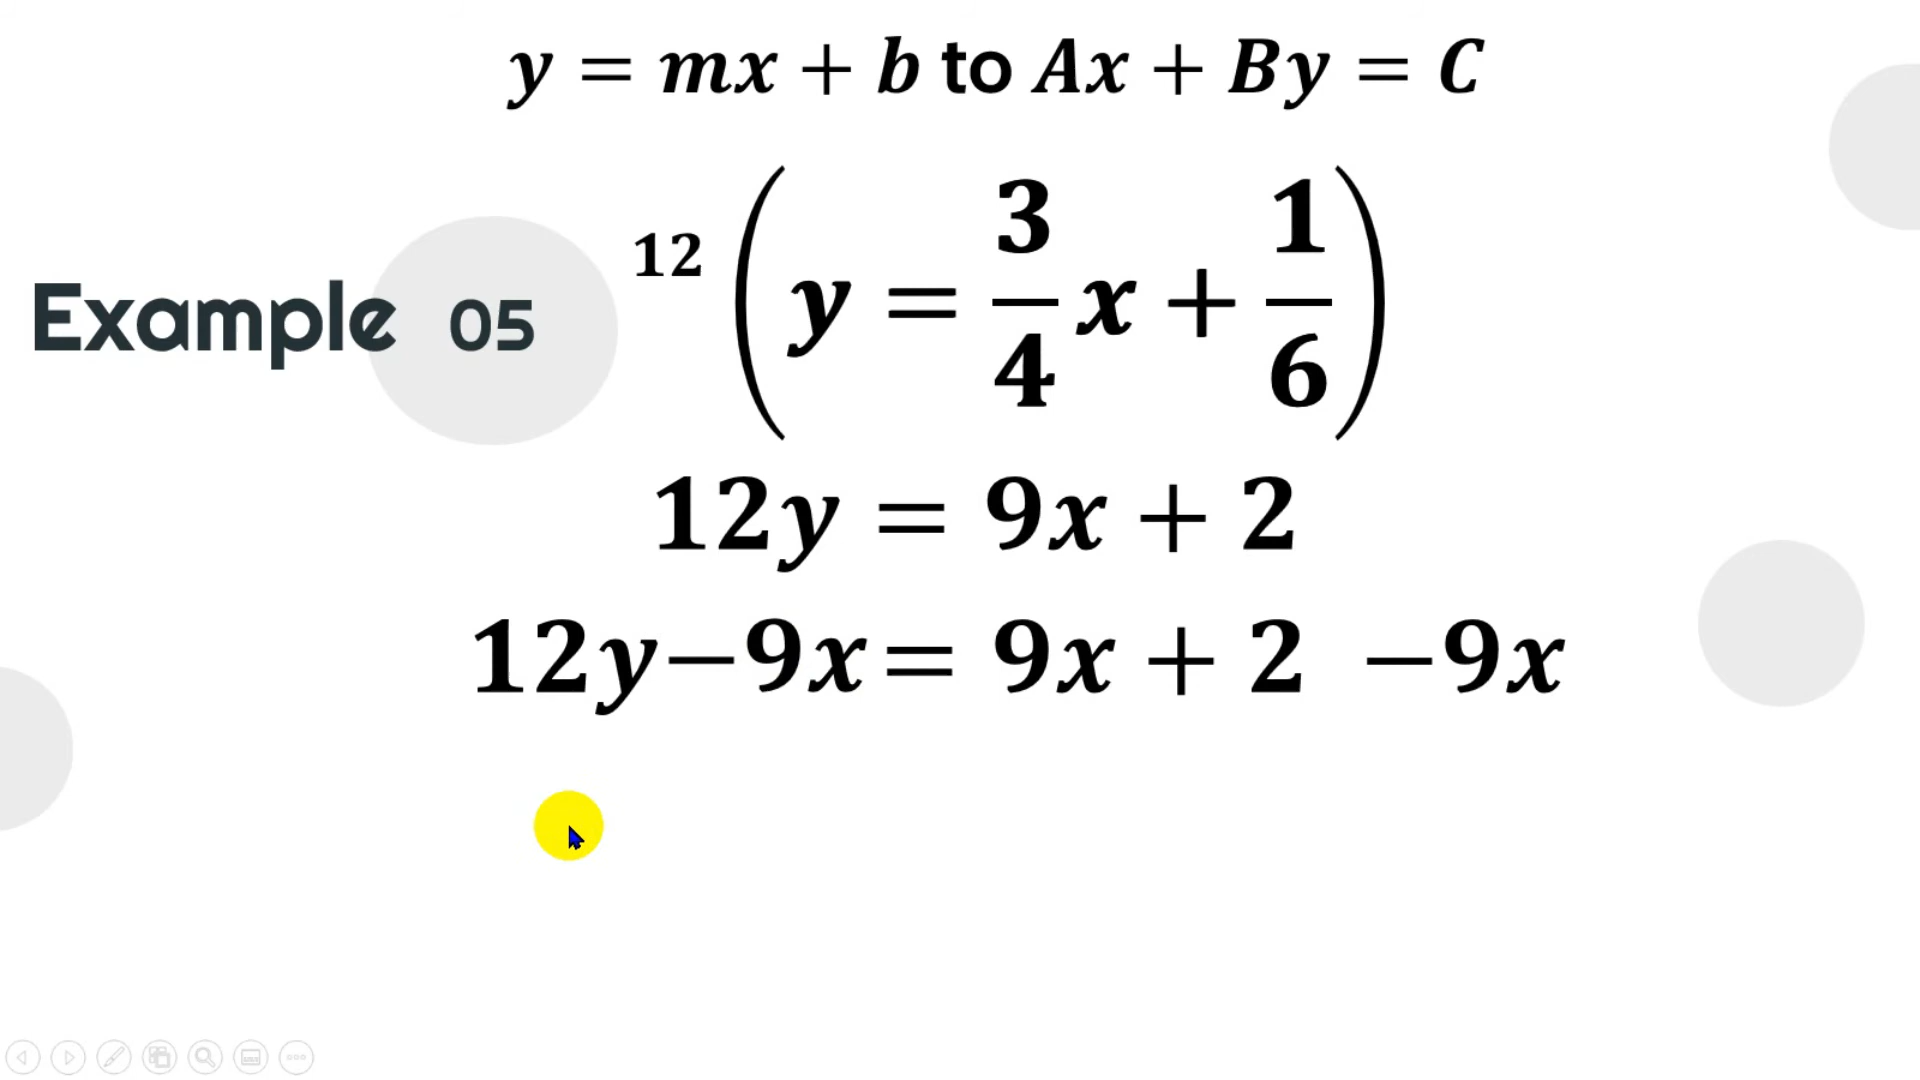 y = mx + b to Ax + By = C
Example 05
12 (y = 3/4 x + 1/6)
12y = 9x + 2
12y−9x= 9x + 2 −9x